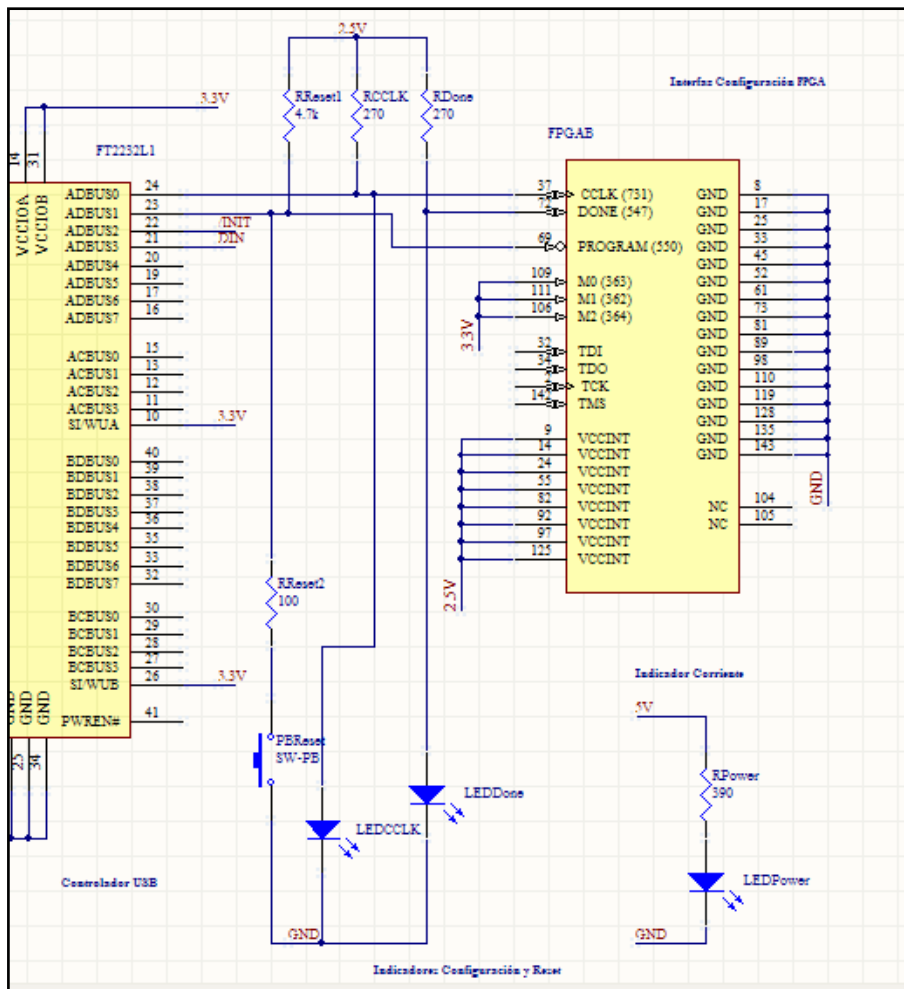 2.5V
Interfaz Configuración FPGA
3.3V
RReset1
4.7k
RCCLK
270
RDone
270
FPGAB
14
31
FT2232L1
VCCIOA
VCCIOB
ADBUS0 24
ADBUS1 23
ADBUS2 22 /INIT
ADBUS3 21 /DIN
ADBUS4 20
ADBUS5 19
ADBUS6 17
ADBUS7 16
ACBUS0 15
ACBUS1 13
ACBUS2 12
ACBUS3 11
SI/WUA 10 3.3V
BDBUS0 40
BDBUS1 39
BDBUS2 38
BDBUS3 37
BDBUS4 36
BDBUS5 35
BDBUS6 33
BDBUS7 32
BCBUS0 30
BCBUS1 29
BCBUS2 28
BCBUS3 27
SI/WUB 26 3.3V
PWREN# 41
GND
GND
GND
25
34
37 CCLK (731)
72 DONE (547)
69 PROGRAM (550)
109 M0 (363)
111 M1 (362)
106 M2 (364)
3.3V
32 TDI
34 TDO
2 TCK
142 TMS
9 VCCINT
14 VCCINT
24 VCCINT
55 VCCINT
82 VCCINT
92 VCCINT
97 VCCINT
125 VCCINT
2.5V
GND 8
GND 17
GND 25
GND 33
GND 45
GND 52
GND 61
GND 73
GND 81
GND 89
GND 98
GND 110
GND 119
GND 128
GND 135
GND 143
NC 104
NC 105
GND
RReset2
100
PBReset
SW-PB
LEDCCLK
LEDDone
GND
Indicador Corriente
5V
RPower
390
LEDPower
GND
Controlador USB
Indicadores Configuración y Reset